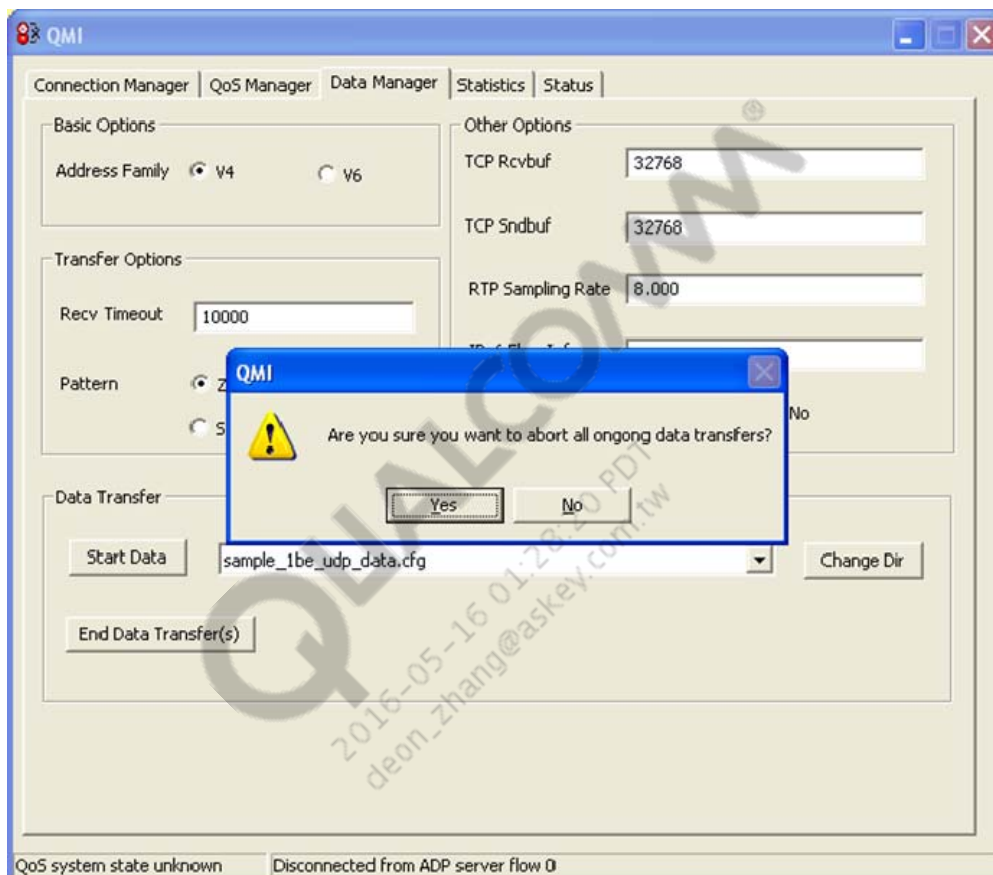 QMI
Connection Manager QoS Manager Data Manager Statistics Status
Basic Options
Address Family V4 V6
Other Options
TCP Rcvbuf 32768
TCP Sndbuf 32768
RTP Sampling Rate 8.000
Transfer Options
Recv Timeout 10000
Pattern
No
QMI
Are you sure you want to abort all ongong data transfers?
Yes No
Data Transfer
Start Data sample_1be_udp_data.cfg Change Dir
End Data Transfer(s)
QoS system state unknown Disconnected from ADP server flow 0
QUALCOMM®
2016-05-16 01:28:20 PDT
deon_zhang@askey.com.tw